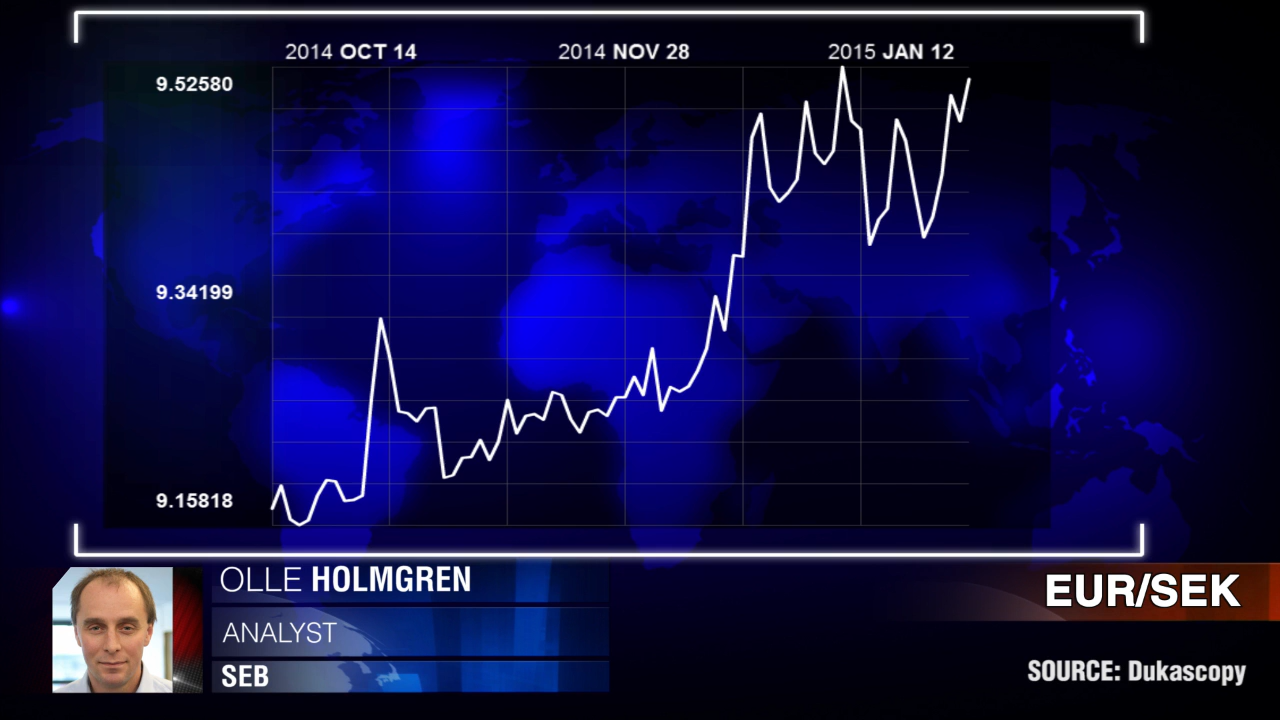 2014 OCT 14
2014 NOV 28
2015 JAN 12
9.52580
9.34199
9.15818
OLLE HOLMGREN
ANALYST
SEB
EUR/SEK
SOURCE: Dukascopy